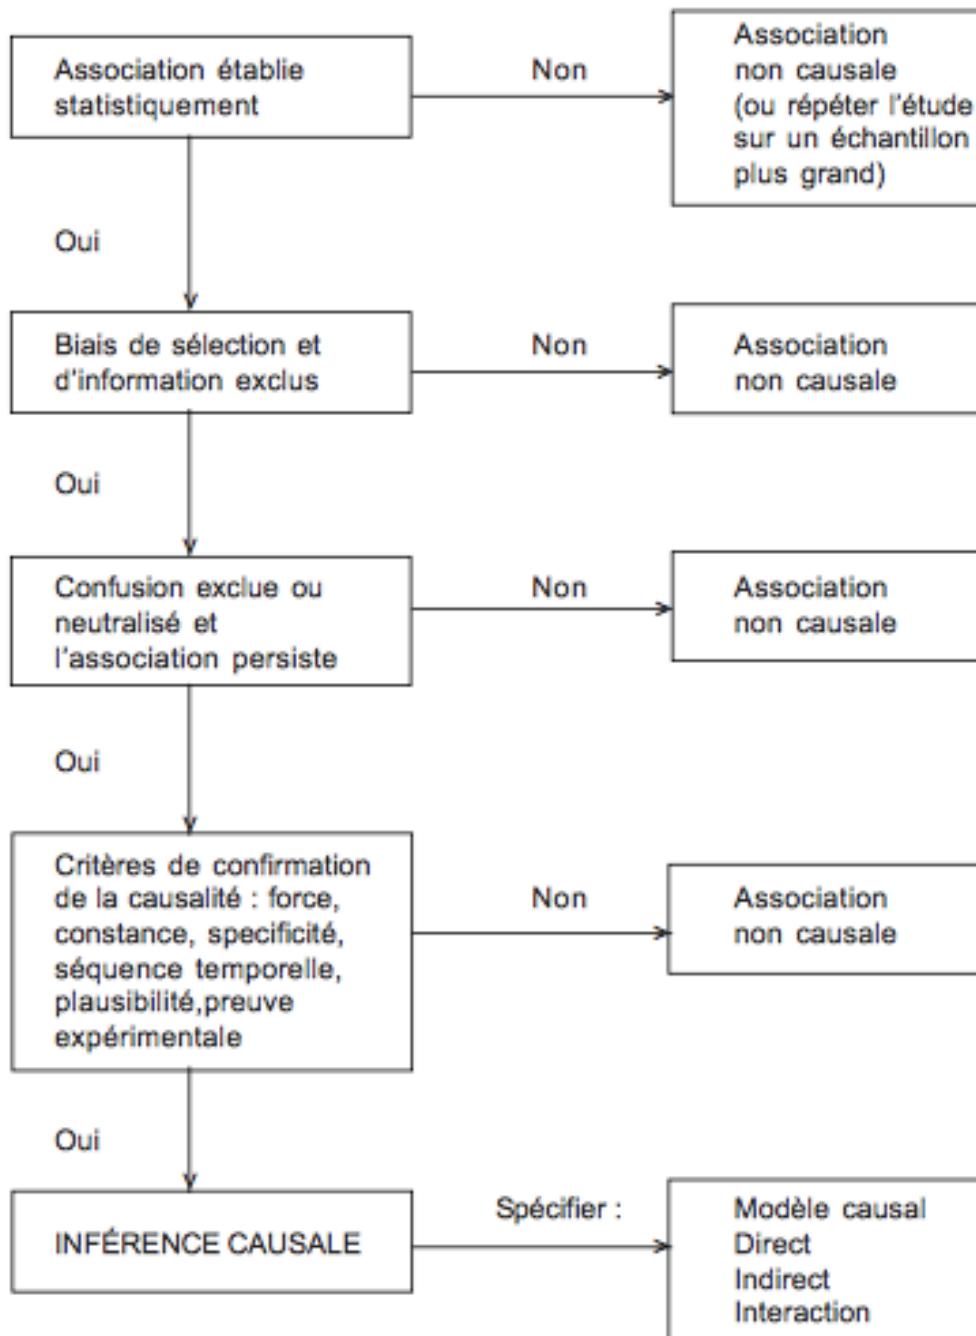 Association établie
statistiquement
Non
Association
non causale
(ou répéter l'étude
sur un échantillon
plus grand)
Oui
Biais de sélection et
d'information exclus
Non
Association
non causale
Oui
Confusion exclue ou
neutralisé et
l'association persiste
Non
Association
non causale
Oui
Critères de confirmation
de la causalité : force,
constance, specificité,
séquence temporelle,
plausibilité,preuve
expérimentale
Non
Association
non causale
Oui
INFÉRENCE CAUSALE
Spécifier :
Modèle causal
Direct
Indirect
Interaction